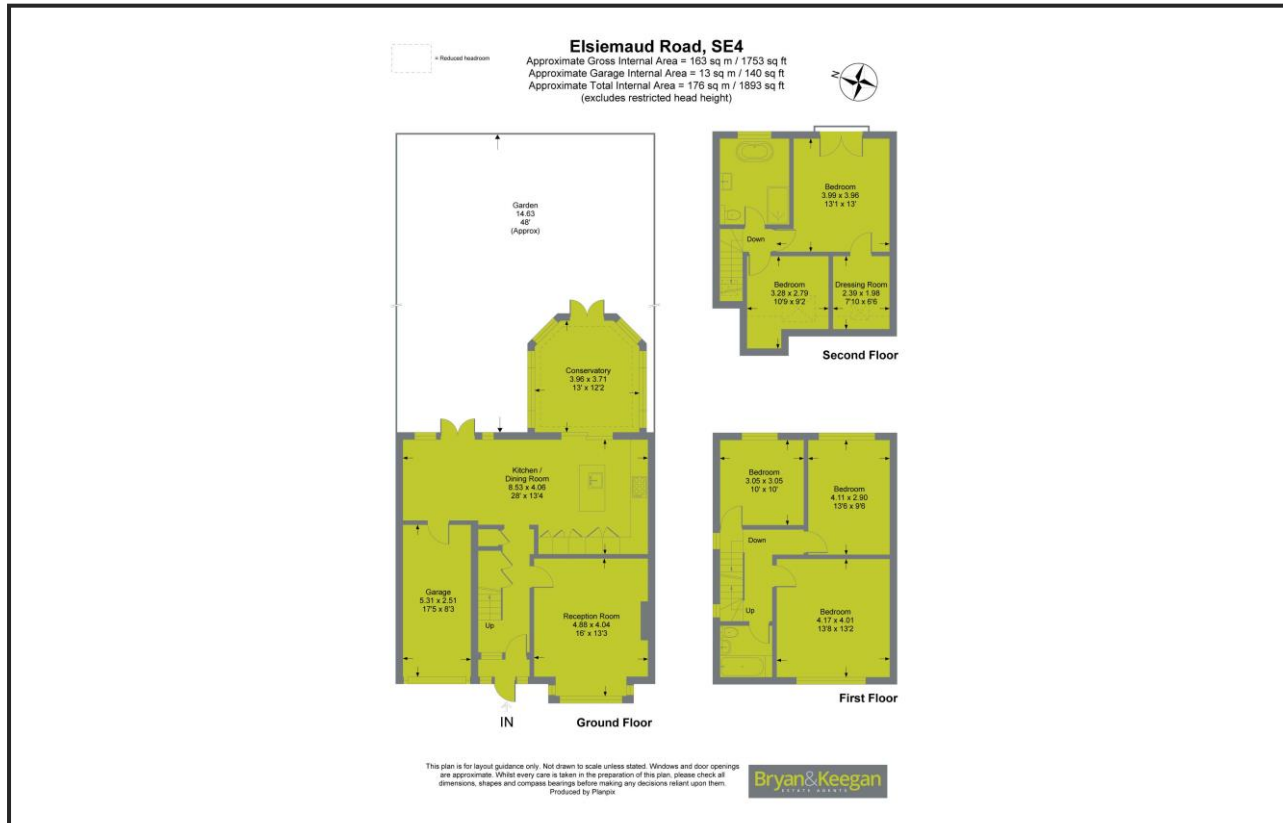 = Reduced headroom
Elsiemaud Road, SE4
Approximate Gross Internal Area = 163 sq m / 1753 sq ft
Approximate Garage Internal Area = 13 sq m / 140 sq ft
Approximate Total Internal Area = 176 sq m / 1893 sq ft
(excludes restricted head height)
N
Garden
14.63
48'
(Approx)
Conservatory
3.96 x 3.71
13' x 12'2
Kitchen /
Dining Room
8.53 x 4.06
28' x 13'4
Garage
5.31 x 2.51
17'5 x 8'3
Up
Reception Room
4.88 x 4.04
16' x 13'3
IN
Ground Floor
Bedroom
3.99 x 3.96
13'1 x 13'
Down
Bedroom
3.28 x 2.79
10'9 x 9'2
Dressing Room
2.39 x 1.98
7'10 x 6'6
Second Floor
Bedroom
3.05 x 3.05
10' x 10'
Bedroom
4.11 x 2.90
13'6 x 9'6
Down
Up
Bedroom
4.17 x 4.01
13'8 x 13'2
First Floor
This plan is for layout guidance only. Not drawn to scale unless stated. Windows and door openings
are approximate. Whilst every care is taken in the preparation of this plan, please check all
dimensions, shapes and compass bearings before making any decisions reliant upon them.
Produced by Planpix
Bryan&Keegan
ESTATE AGENTS